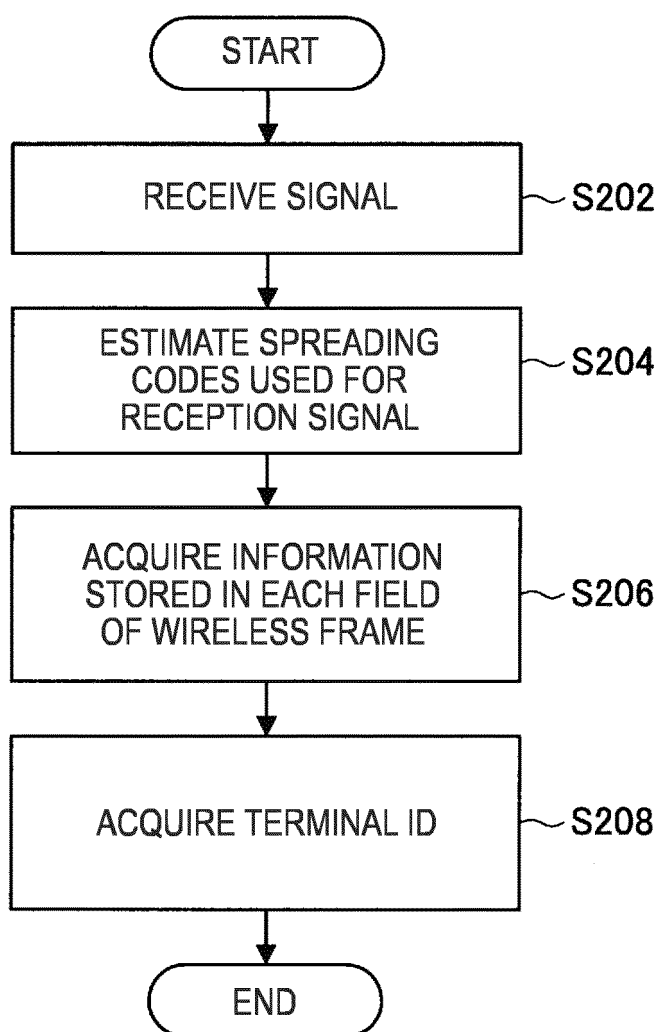 START
RECEIVE SIGNAL
S202
ESTIMATE SPREADING
CODES USED FOR
RECEPTION SIGNAL
S204
ACQUIRE INFORMATION
STORED IN EACH FIELD
OF WIRELESS FRAME
S206
ACQUIRE TERMINAL ID
S208
END